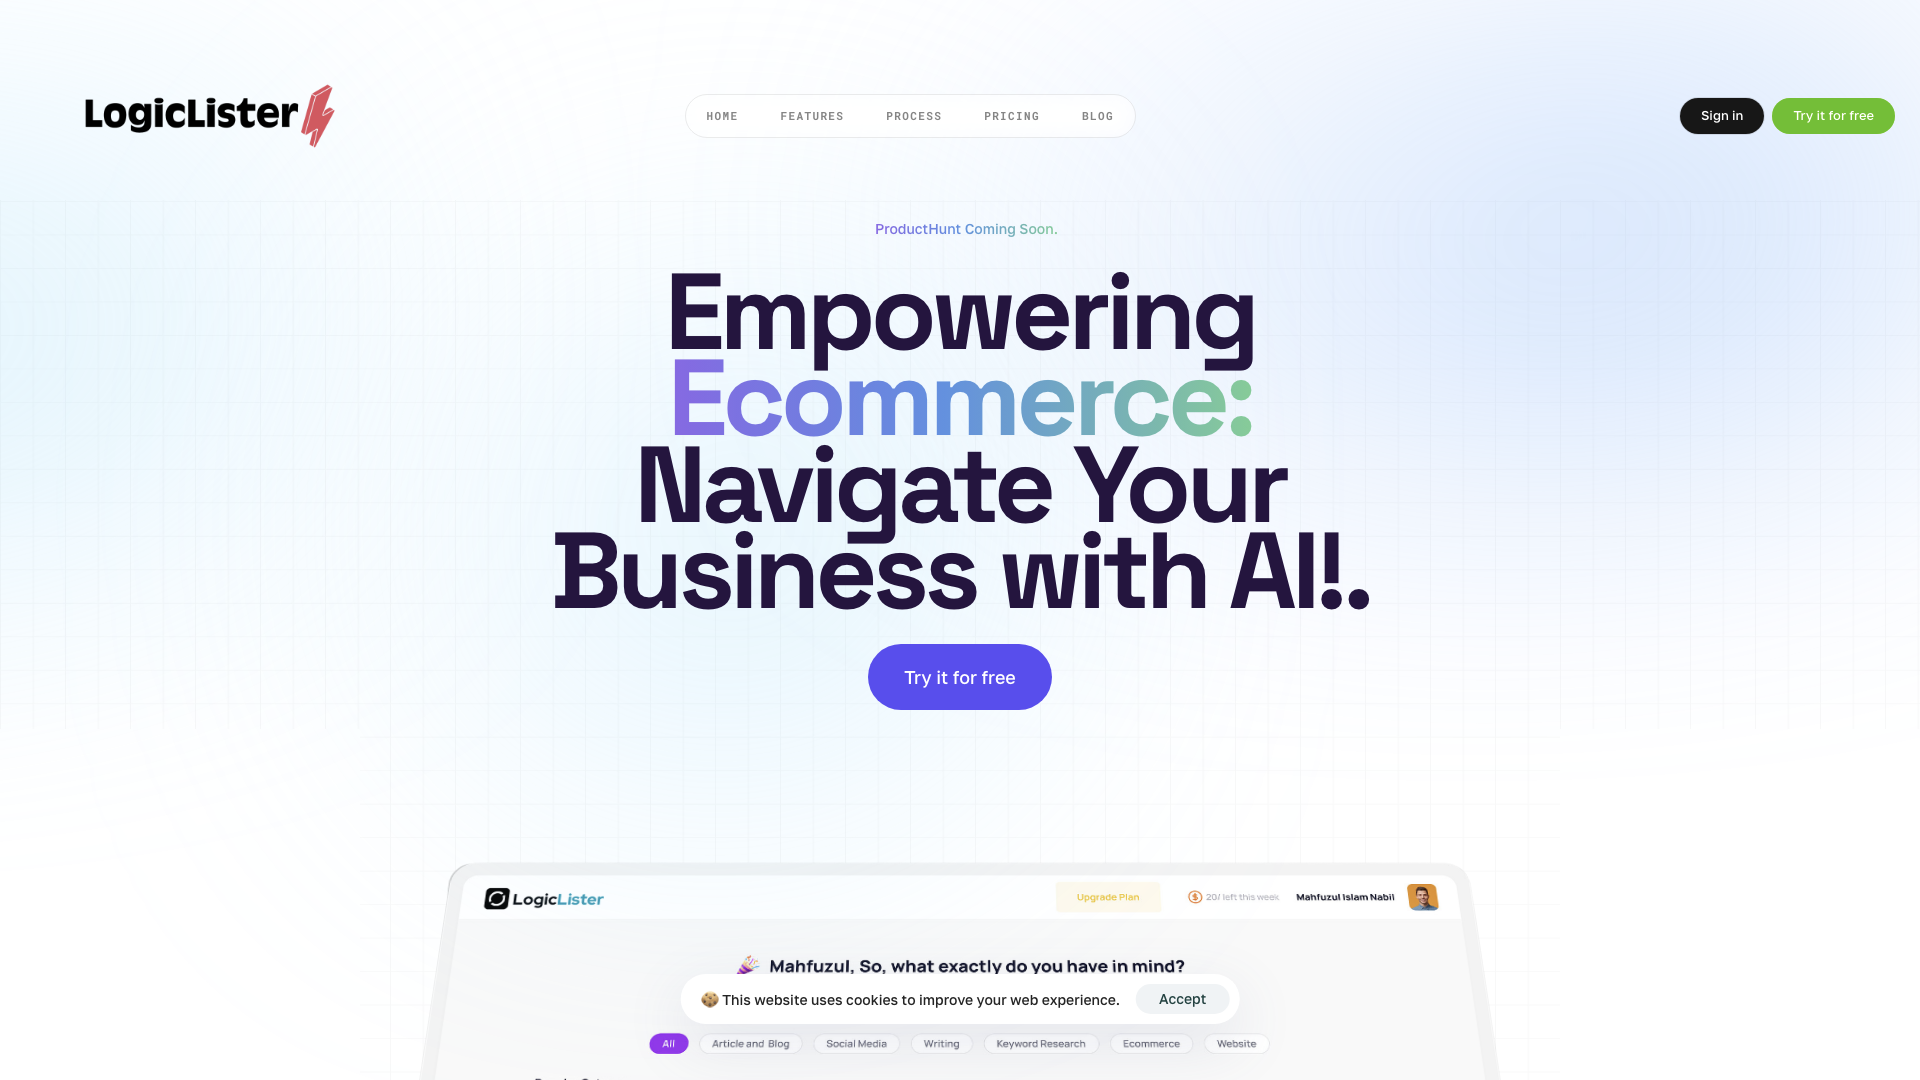 LogicLister
HOME FEATURES PROCESS PRICING BLOG
Sign in Try it for free
ProductHunt Coming Soon.
Empowering
Ecommerce:
Navigate Your
Business with AI!.
Try it for free
LogicLister
Upgrade Plan left this week Mahfuzul islam Nabil
Mahfuzul, So, what exactly do you have in mind?
This website uses cookies to improve your web experience. Accept
All Article and Blog Social Media Writing Keyword Research Ecommerce Website